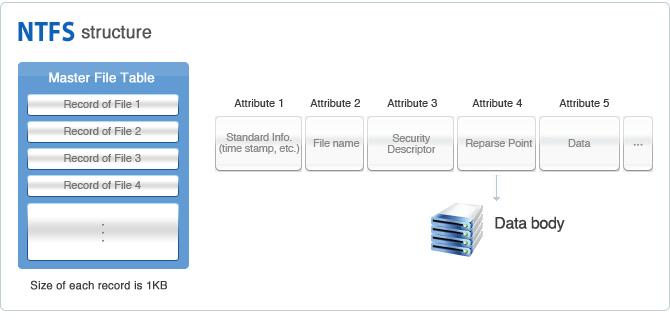 NTFS structure
Master File Table
Record of File 1
Record of File 2
Record of File 3
Record of File 4
:
Size of each record is 1KB
Attribute 1 Attribute 2 Attribute 3 Attribute 4 Attribute 5
Standard Info.
(time stamp, etc.)
File name
Security
Descriptor
Reparse Point
Data
...
Data body